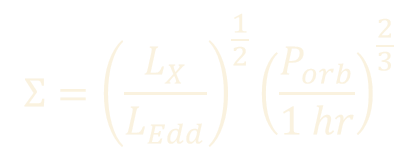 Σ = (L_X / L_Edd)^{1/2} (P_orb / 1 hr)^{2/3}